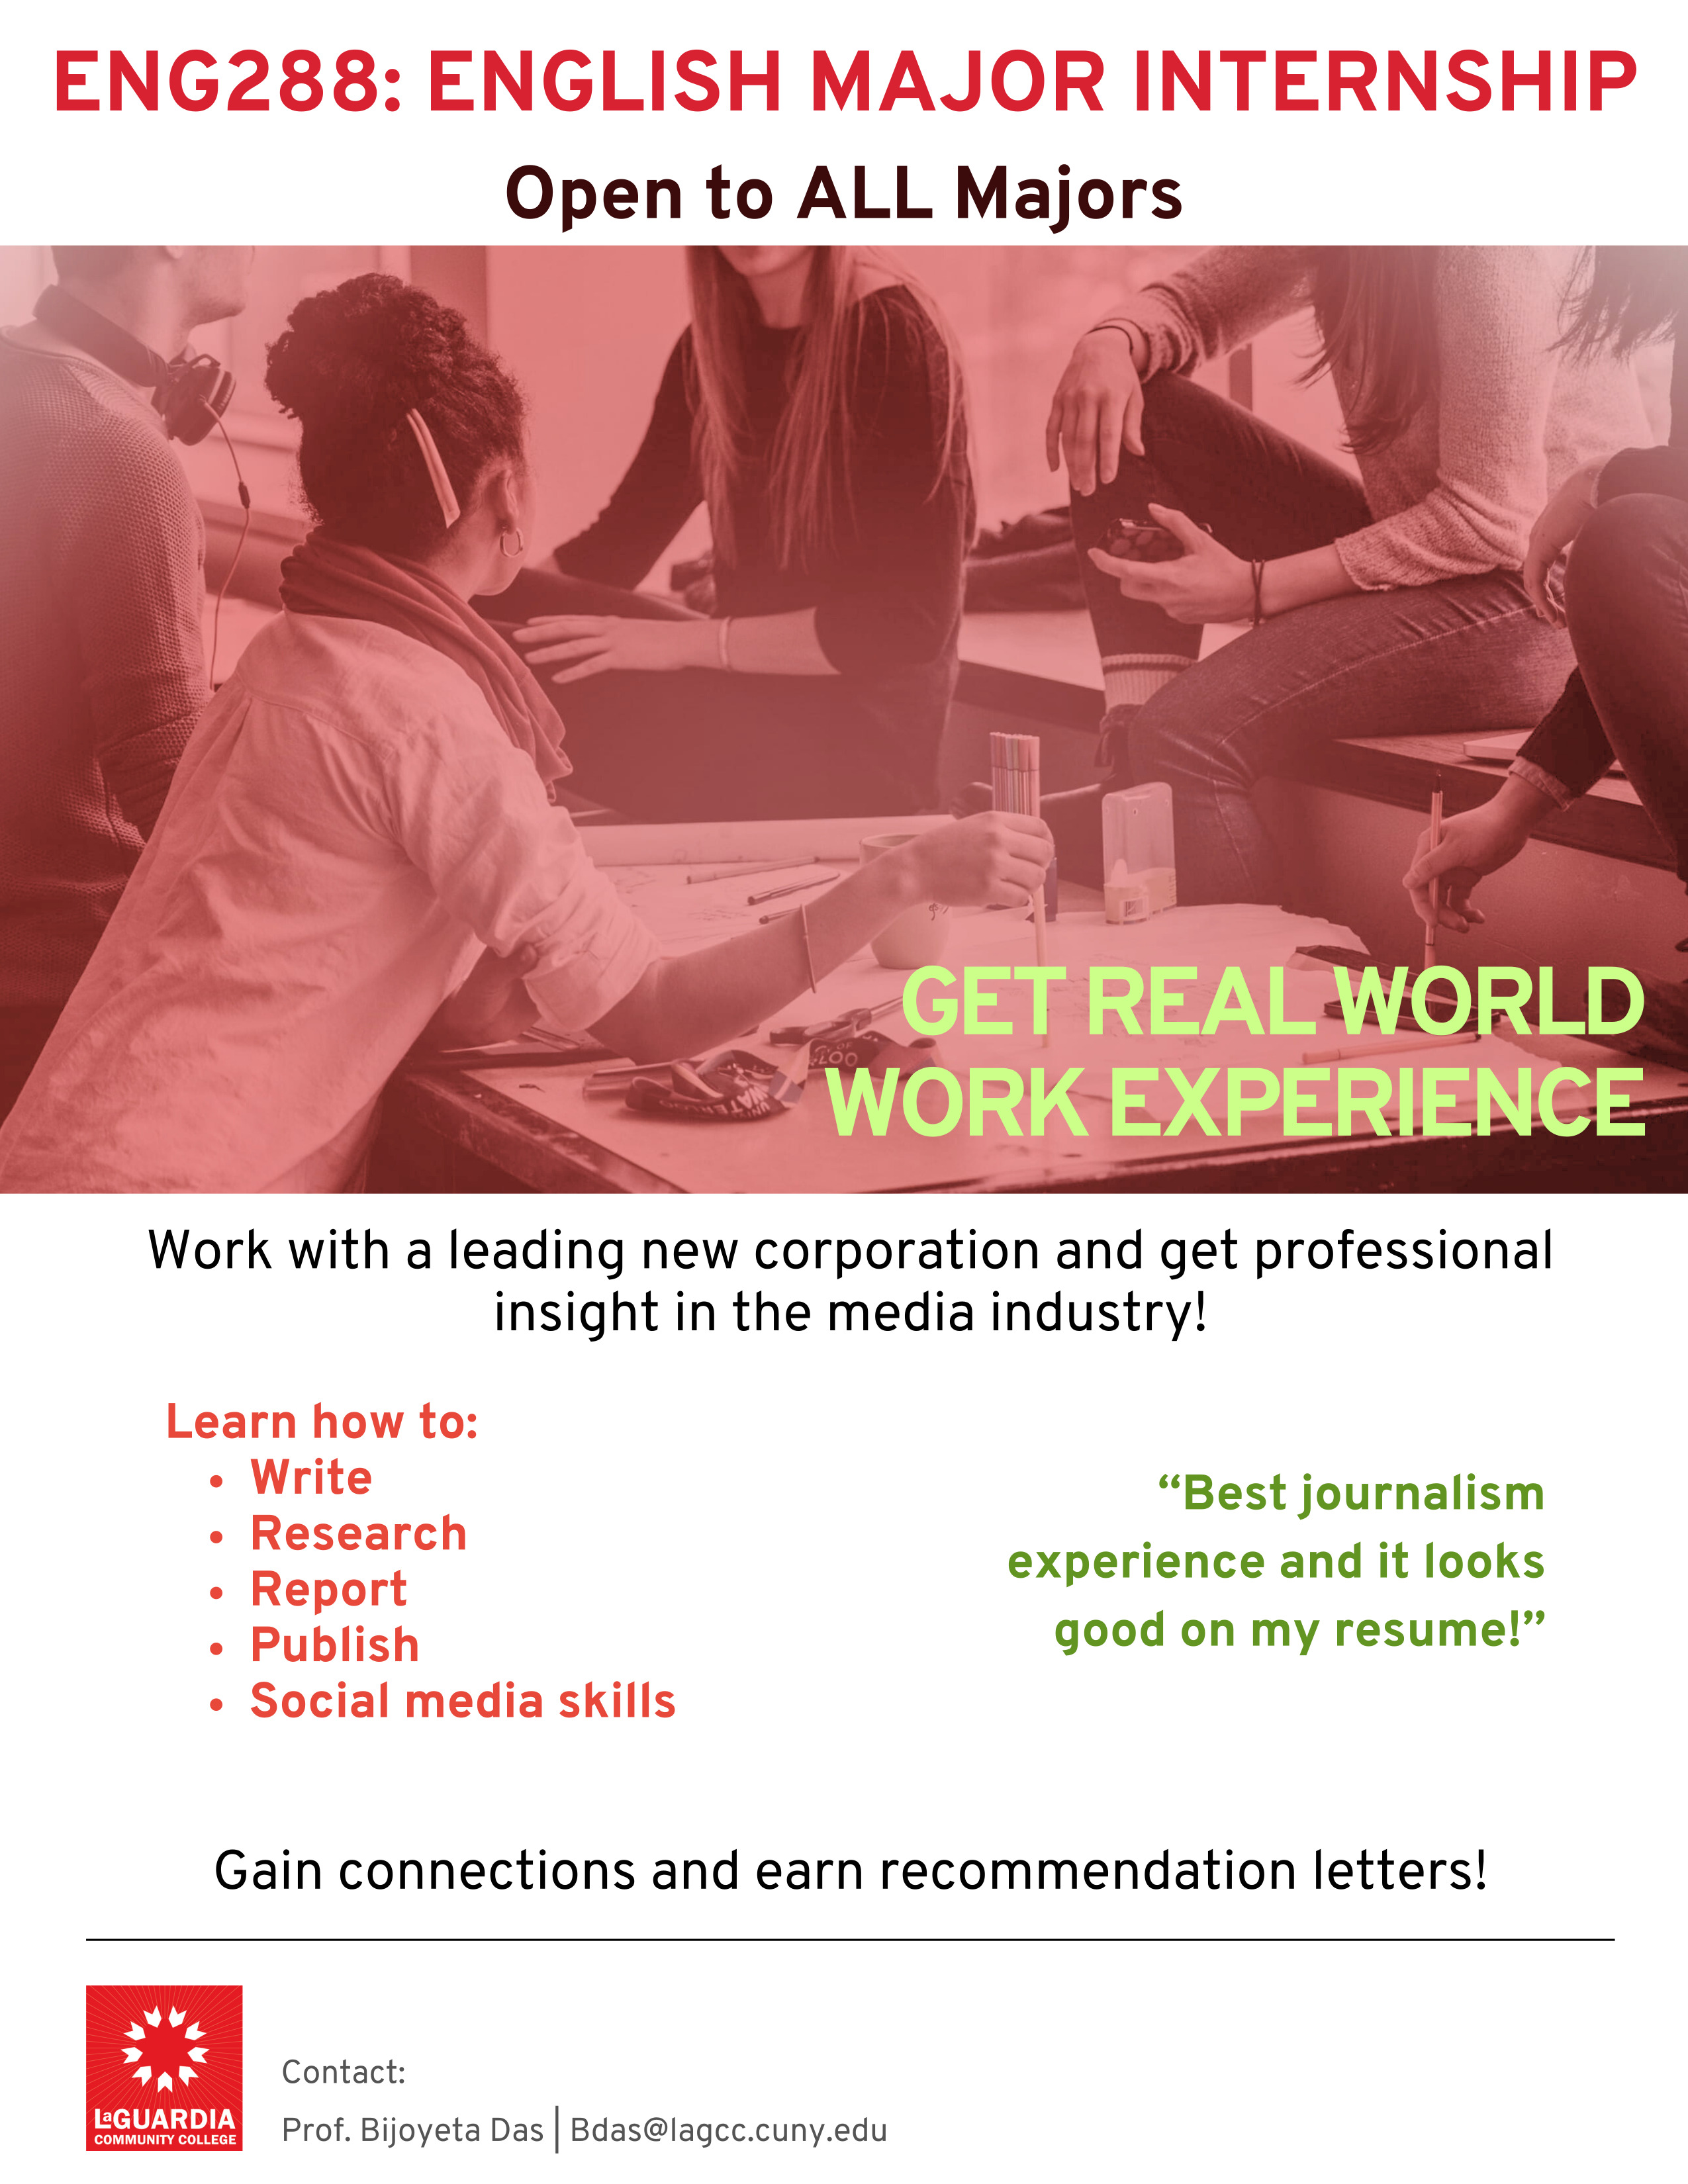 ENG288: ENGLISH MAJOR INTERNSHIP
Open to ALL Majors
GET REAL WORLD
WORK EXPERIENCE
Work with a leading new corporation and get professional
insight in the media industry!
Learn how to:
• Write
• Research
• Report
• Publish
• Social media skills
“Best journalism
experience and it looks
good on my resume!”
Gain connections and earn recommendation letters!
LaGUARDIA
COMMUNITY COLLEGE
Contact:
Prof. Bijoyeta Das | Bdas@lagcc.cuny.edu